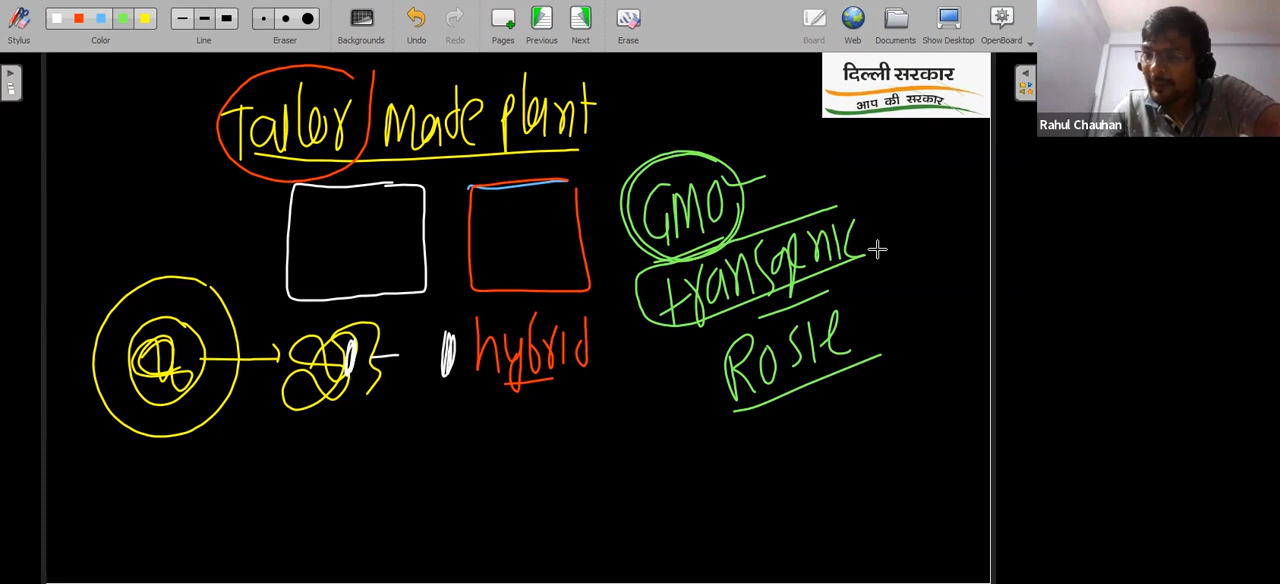 Stylus
Color
Line
Eraser
Backgrounds
Undo
Redo
Pages
Previous
Next
Erase
Board
Web
Documents
Show Desktop
OpenBoard
दिल्ली सरकार
आप की सरकार
Rahul Chauhan
Tailor Made plant
GMO
transgenic
Rosie
hybrid